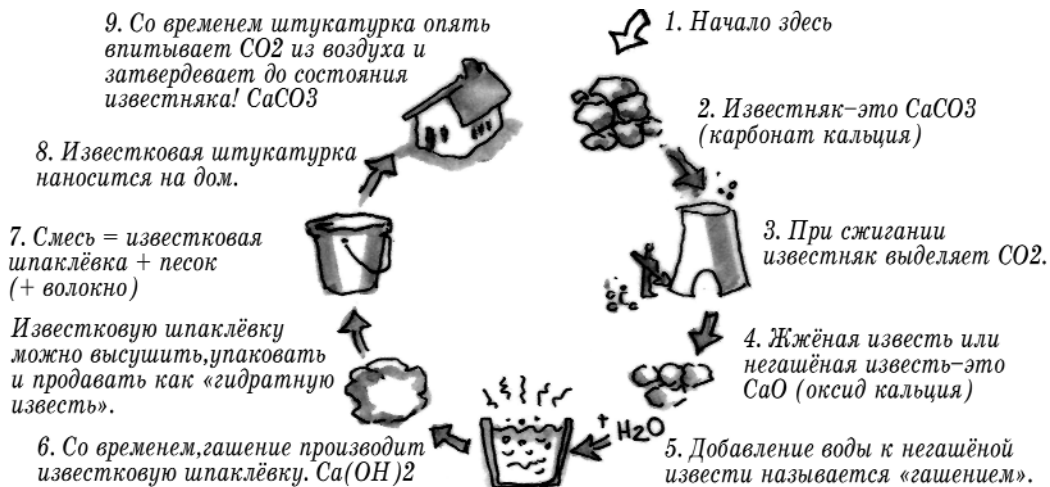 1. Начало здесь
2. Известняк–это CaCO3
(карбонат кальция)
3. При сжигании
известняк выделяет CO2.
4. Жжёная известь или
негашёная известь–это
CaO (оксид кальция)
+ H2O
5. Добавление воды к негашёной
извести называется «гашением».
6. Со временем,гашение производит
известковую шпаклёвку. Ca(OH)2
Известковую шпаклёвку
можно высушить,упаковать
и продавать как «гидратную
известь».
7. Смесь = известковая
шпаклёвка + песок
(+ волокно)
8. Известковая штукатурка
наносится на дом.
9. Со временем штукатурка опять
впитывает CO2 из воздуха и
затвердевает до состояния
известняка! CaCO3